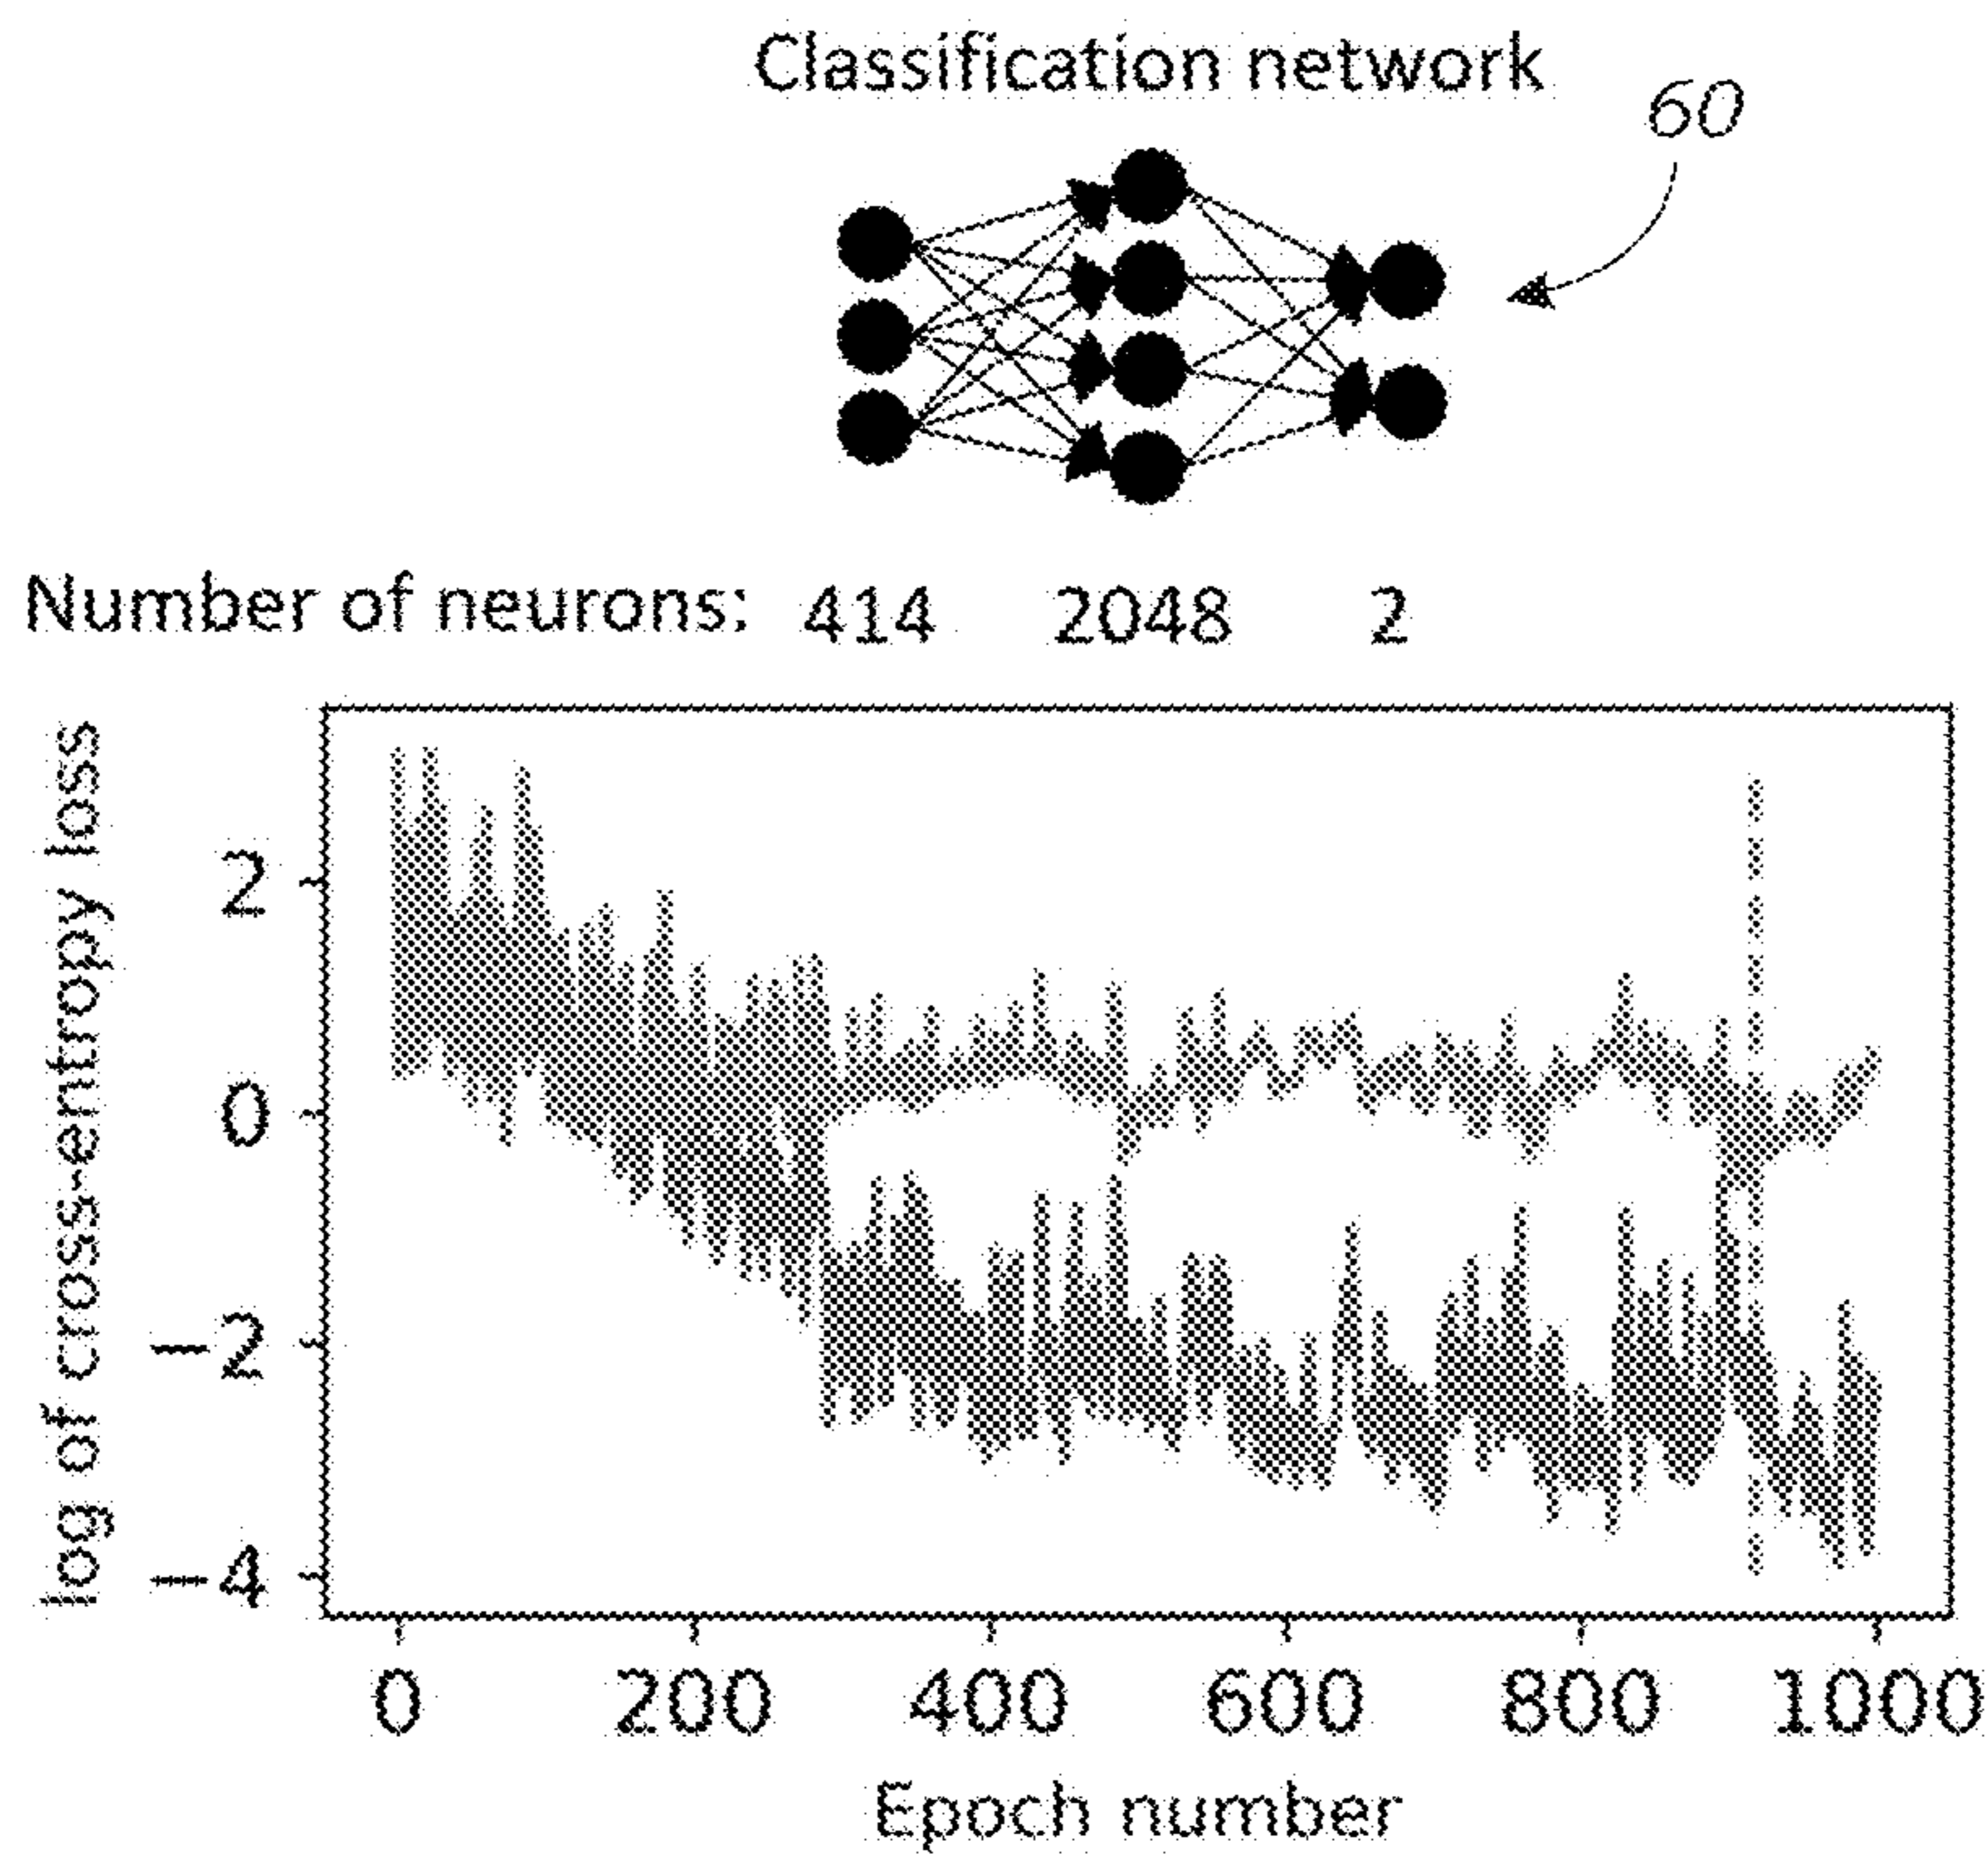 Classification network
60
Number of neurons: 414 2048 2
log of cross-entropy loss
2
0
−2
−4
0 200 400 600 800 1000
Epoch number